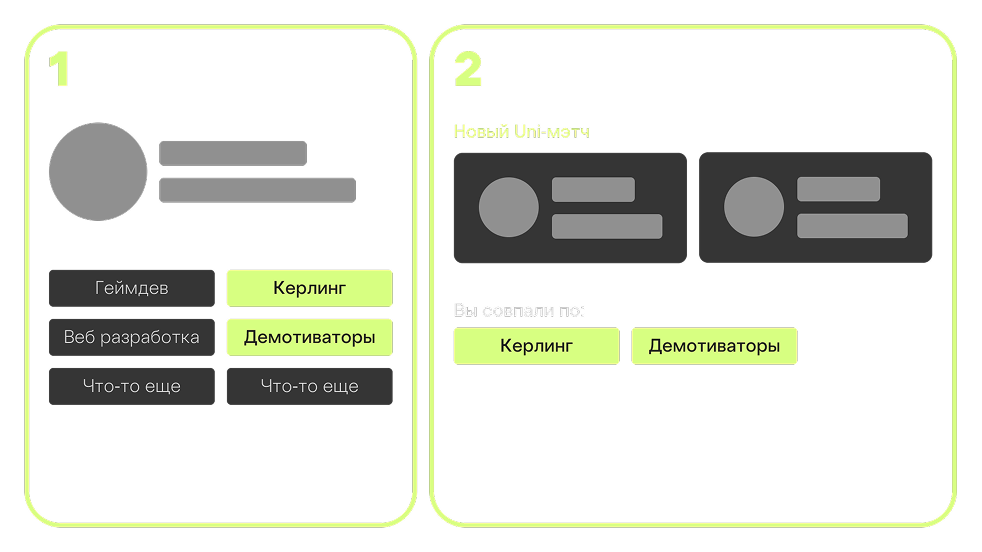 1
Геймдев
Керлинг
Веб разработка
Демотиваторы
Что-то еще
Что-то еще
2
Новый Uni-мэтч
Вы совпали по:
Керлинг
Демотиваторы